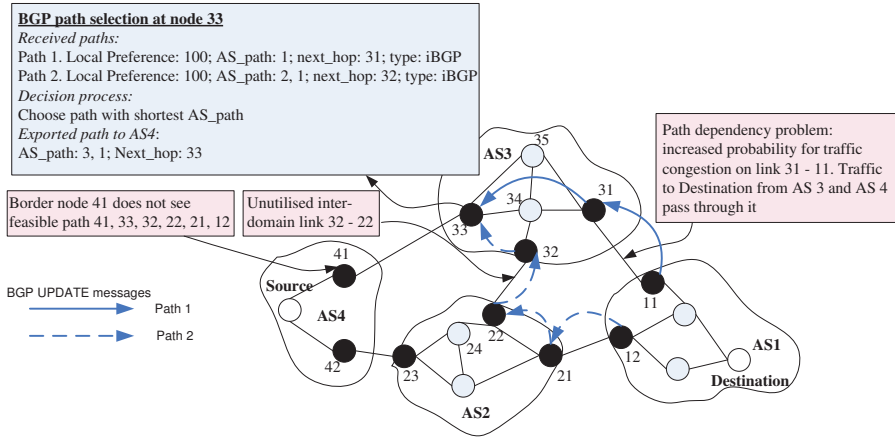 BGP path selection at node 33
Received paths:
Path 1. Local Preference: 100; AS_path: 1; next_hop: 31; type: iBGP
Path 2. Local Preference: 100; AS_path: 2, 1; next_hop: 32; type: iBGP
Decision process:
Choose path with shortest AS_path
Exported path to AS4:
AS_path: 3, 1; Next_hop: 33
Path dependency problem:
increased probability for traffic
congestion on link 31 - 11. Traffic
to Destination from AS 3 and AS 4
pass through it
Border node 41 does not see
feasible path 41, 33, 32, 22, 21, 12
Unutilised inter-
domain link 32 - 22
35
AS3
31
34
33
32
41
Source
AS4
42
BGP UPDATE messages
Path 1
Path 2
11
12
AS1
Destination
22
24
21
23
AS2